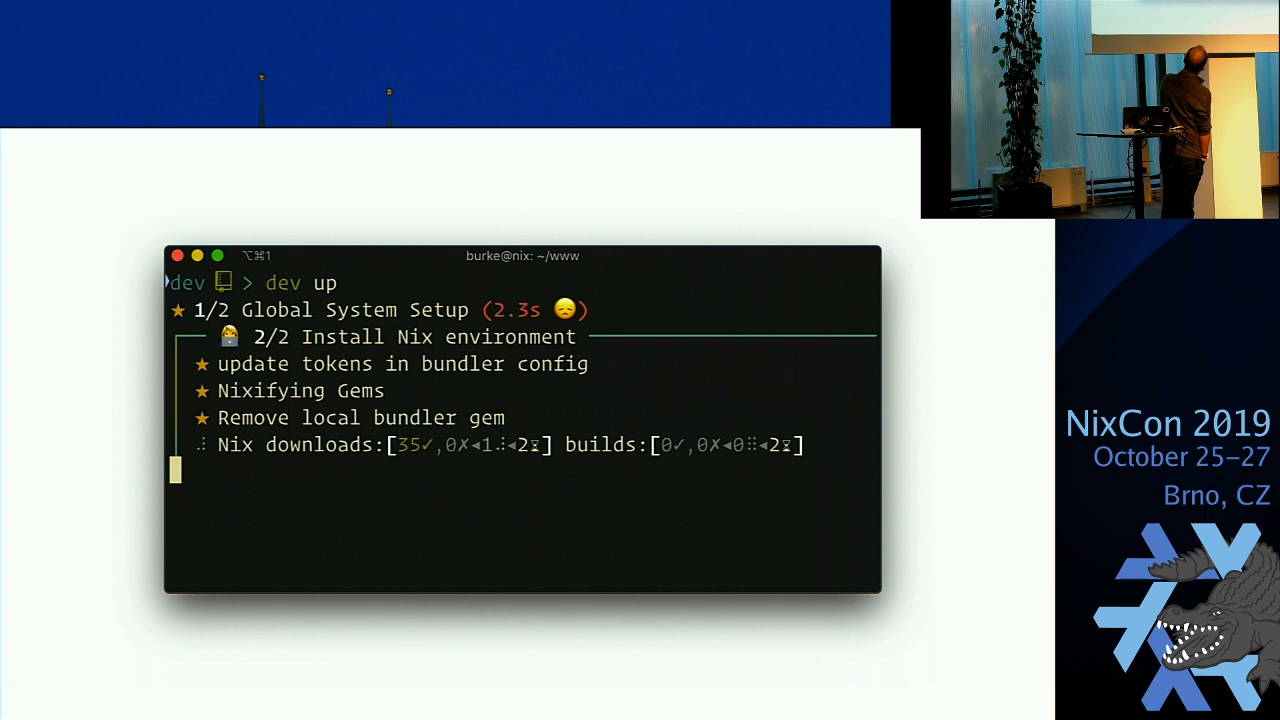 ⌥⌘1 burke@nix: ~/www
dev > dev up
★ 1/2 Global System Setup (2.3s 😞)
2/2 Install Nix environment
★ update tokens in bundler config
★ Nixifying Gems
★ Remove local bundler gem
⠼ Nix downloads:[35✓,0✗◂1⠼◂2⧖] builds:[0✓,0✗◂0⠿◂2⧖]
NixCon 2019
October 25–27
Brno, CZ